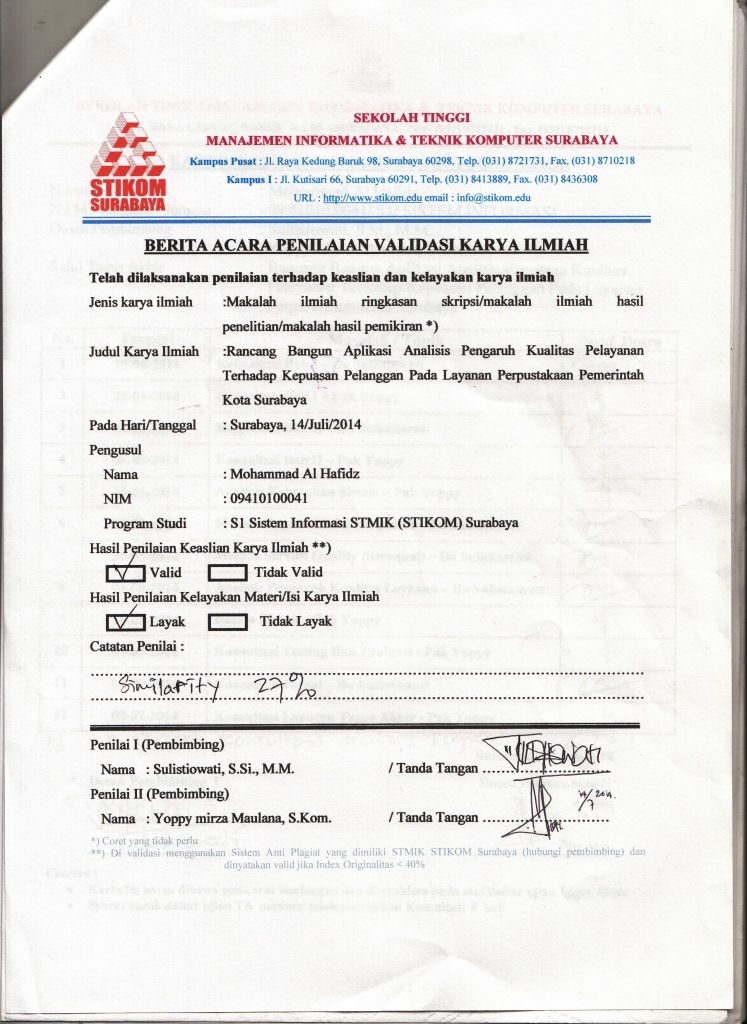 STIKOM
SURABAYA
SEKOLAH TINGGI
MANAJEMEN INFORMATIKA & TEKNIK KOMPUTER SURABAYA
Kampus Pusat : Jl. Raya Kedung Baruk 98, Surabaya 60298, Telp. (031) 8721731, Fax. (031) 8710218
Kampus I : Jl. Kutisari 66, Surabaya 60291, Telp. (031) 8413889, Fax. (031) 8436308
URL : http://www.stikom.edu email : info@stikom.edu
BERITA ACARA PENILAIAN VALIDASI KARYA ILMIAH
Telah dilaksanakan penilaian terhadap keaslian dan kelayakan karya ilmiah
Jenis karya ilmiah :Makalah ilmiah ringkasan skripsi/makalah ilmiah hasil
penelitian/makalah hasil pemikiran *)
Judul Karya Ilmiah :Rancang Bangun Aplikasi Analisis Pengaruh Kualitas Pelayanan
Terhadap Kepuasan Pelanggan Pada Layanan Perpustakaan Pemerintah
Kota Surabaya
Pada Hari/Tanggal : Surabaya, 14/Juli/2014
Pengusul
Nama : Mohammad Al Hafidz
NIM : 09410100041
Program Studi : S1 Sistem Informasi STMIK (STIKOM) Surabaya
Hasil Penilaian Keaslian Karya Ilmiah **)
Valid Tidak Valid
Hasil Penilaian Kelayakan Materi/Isi Karya Ilmiah
Layak Tidak Layak
Catatan Penilai :
Similarity 27%
Penilai I (Pembimbing)
Nama : Sulistiowati, S.Si., M.M. / Tanda Tangan
Penilai II (Pembimbing)
Nama : Yoppy mirza Maulana, S.Kom. / Tanda Tangan
*) Coret yang tidak perlu
**) Di validasi menggunakan Sistem Anti Plagiat yang dimiliki STMIK STIKOM Surabaya (hubungi pembimbing) dan
dinyatakan valid jika Index Originalitas < 40%